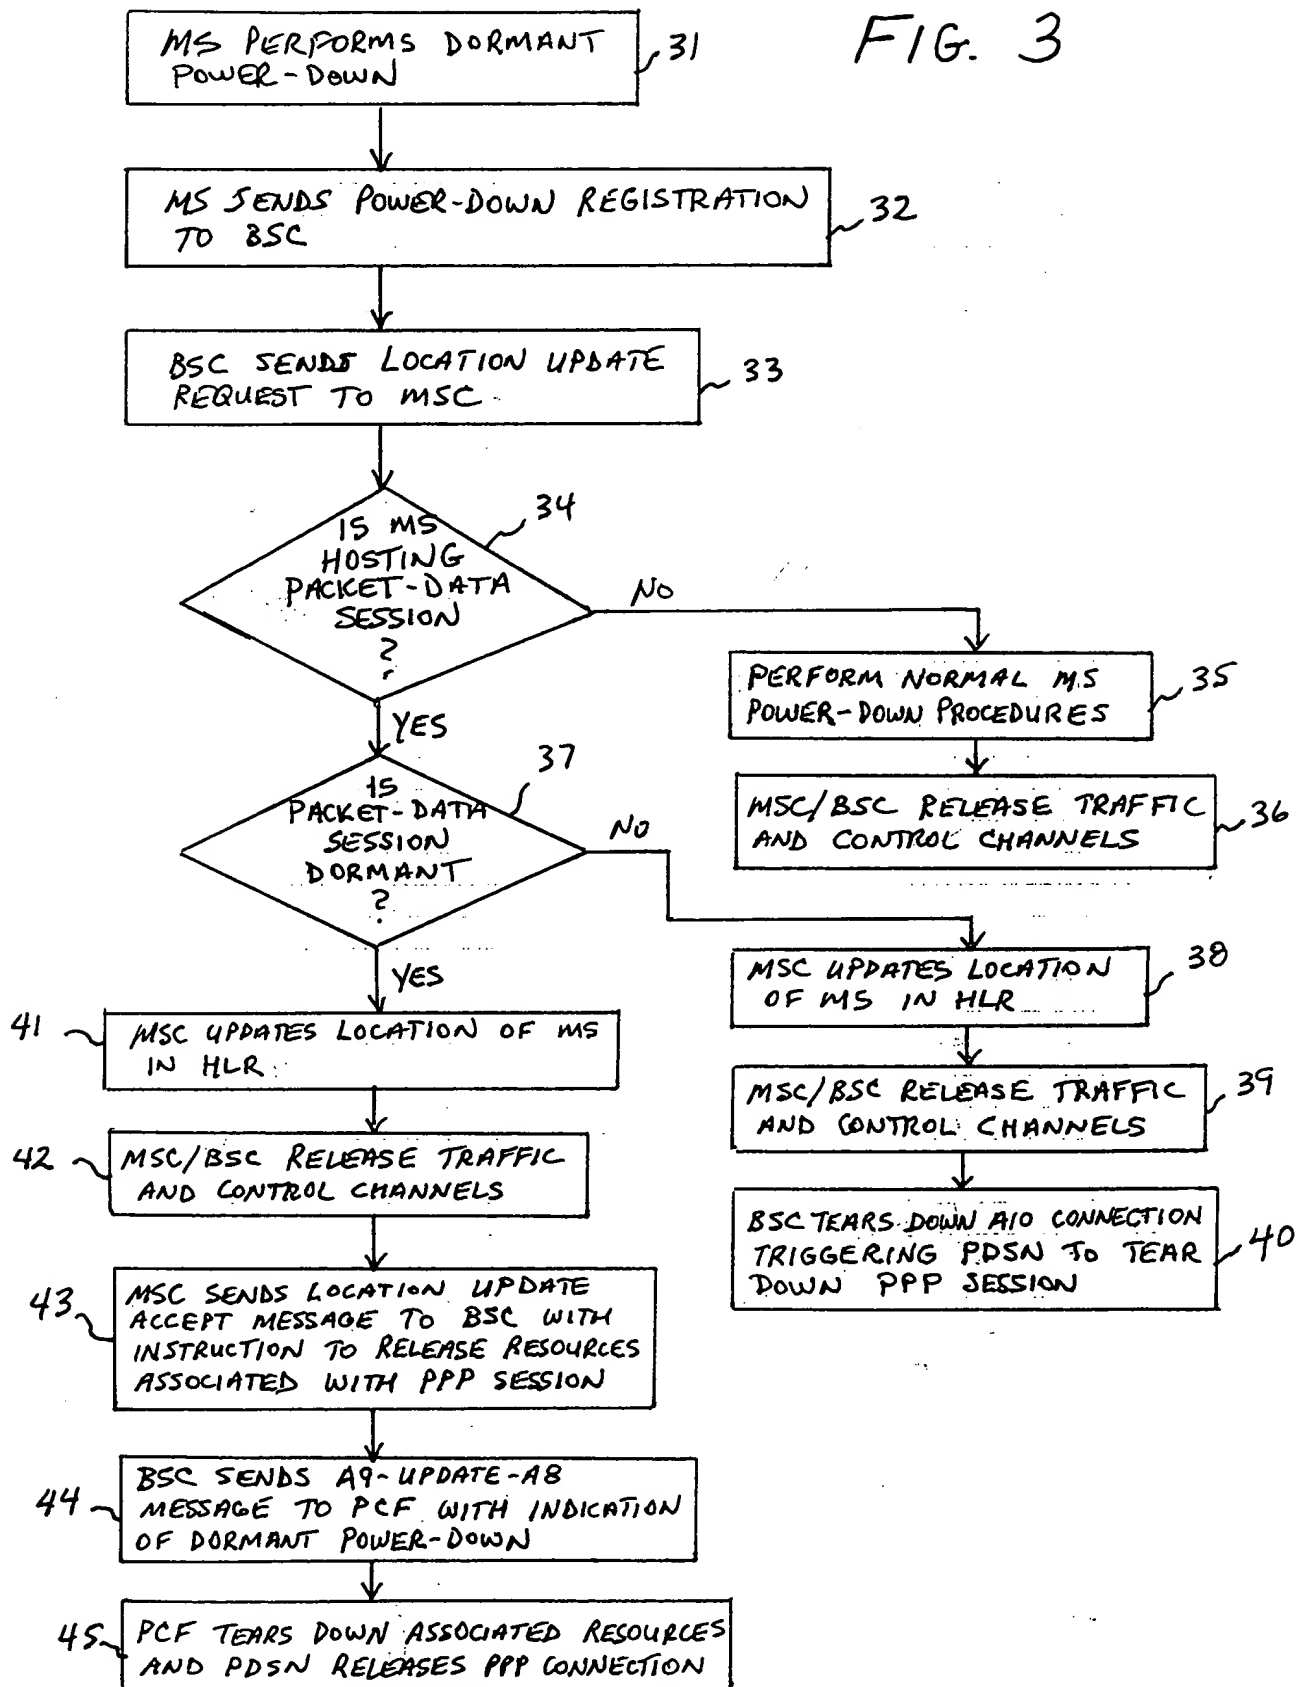 FIG. 3
MS PERFORMS DORMANT
POWER-DOWN
31
MS SENDS POWER-DOWN REGISTRATION
TO BSC
32
BSC SENDS LOCATION UPDATE
REQUEST TO MSC
33
IS MS
HOSTING
PACKET-DATA
SESSION
?
34
NO
YES
PERFORM NORMAL MS
POWER-DOWN PROCEDURES
35
MSC/BSC RELEASE TRAFFIC
AND CONTROL CHANNELS
36
IS
PACKET-DATA
SESSION
DORMANT
?
37
NO
YES
MSC UPDATES LOCATION
OF MS IN HLR
38
MSC/BSC RELEASE TRAFFIC
AND CONTROL CHANNELS
39
BSC TEARS DOWN A10 CONNECTION
TRIGGERING PDSN TO TEAR
DOWN PPP SESSION
40
41
MSC UPDATES LOCATION OF MS
IN HLR
42
MSC/BSC RELEASE TRAFFIC
AND CONTROL CHANNELS
43
MSC SENDS LOCATION UPDATE
ACCEPT MESSAGE TO BSC WITH
INSTRUCTION TO RELEASE RESOURCES
ASSOCIATED WITH PPP SESSION
44
BSC SENDS A9-UPDATE-A8
MESSAGE TO PCF WITH INDICATION
OF DORMANT POWER-DOWN
45
PCF TEARS DOWN ASSOCIATED RESOURCES
AND PDSN RELEASES PPP CONNECTION